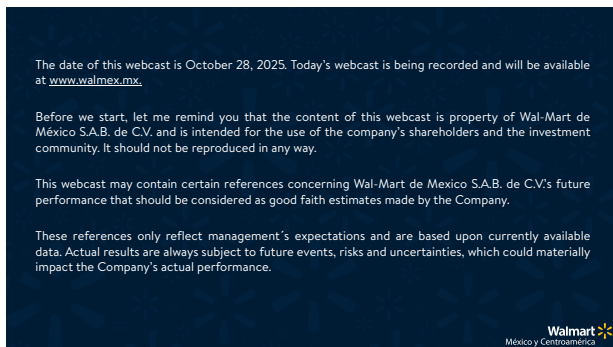 The date of this webcast is October 28, 2025. Today's webcast is being recorded and will be available
at www.walmex.mx.
Before we start, let me remind you that the content of this webcast is property of Wal-Mart de
México S.A.B. de C.V. and is intended for the use of the company's shareholders and the investment
community. It should not be reproduced in any way.
This webcast may contain certain references concerning Wal-Mart de Mexico S.A.B. de C.V.'s future
performance that should be considered as good faith estimates made by the Company.
These references only reflect management´s expectations and are based upon currently available
data. Actual results are always subject to future events, risks and uncertainties, which could materially
impact the Company's actual performance.
Walmart
México y Centroamérica